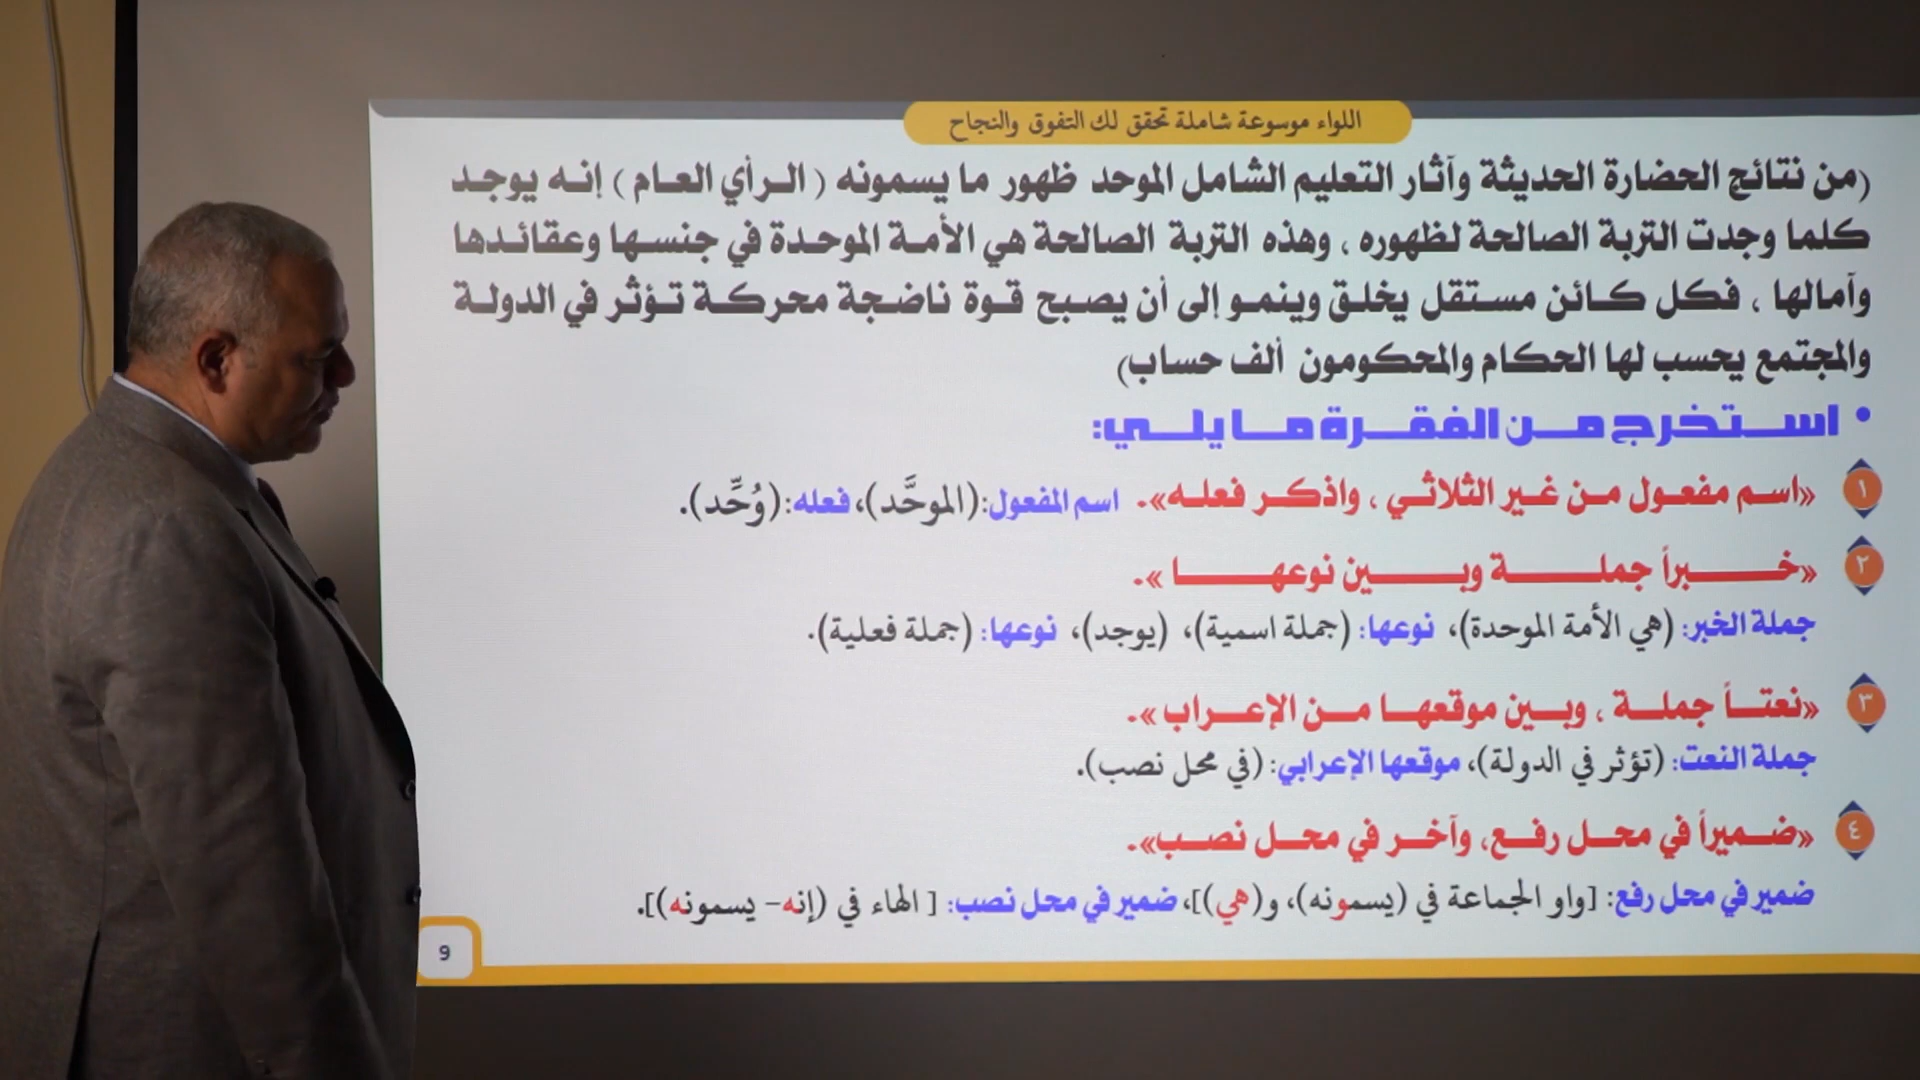 اللواء موسوعة شاملة تحقق لك التفوق والنجاح
(من نتائج الحضارة الحديثة وآثار التعليم الشامل الموحد ظهور ما يسمونه ( الرأي العام ) إنه يوجد
كلما وجدت التربة الصالحة لظهوره ، وهذه التربة الصالحة هي الأمة الموحدة في جنسها وعقائدها
وآمالها ، فكل كائن مستقل يخلق وينمو إلى أن يصبح قوة ناضجة محركة تؤثر في الدولة
والمجتمع يحسب لها الحكام والمحكومون ألف حساب)
• استخرج من الفقرة ما يلي:
١ «اسم مفعول من غير الثلاثي ، واذكر فعله». اسم المفعول:(الموحَّد)، فعله:(وُحِّد).
٢ «خبراً جملة وبين نوعها ».
جملة الخبر: (هي الأمة الموحدة)، نوعها: (جملة اسمية)، (يوجد)، نوعها: (جملة فعلية).
٣ «نعتاً جملة ، وبين موقعها من الإعراب ».
جملة النعت: (تؤثر في الدولة)، موقعها الإعرابي: (في محل نصب).
٤ «ضميراً في محل رفع، وآخر في محل نصب».
ضمير في محل رفع: [واو الجماعة في (يسمونه)، و(هي)]، ضمير في محل نصب: [ الهاء في (إنه- يسمونه)].
9